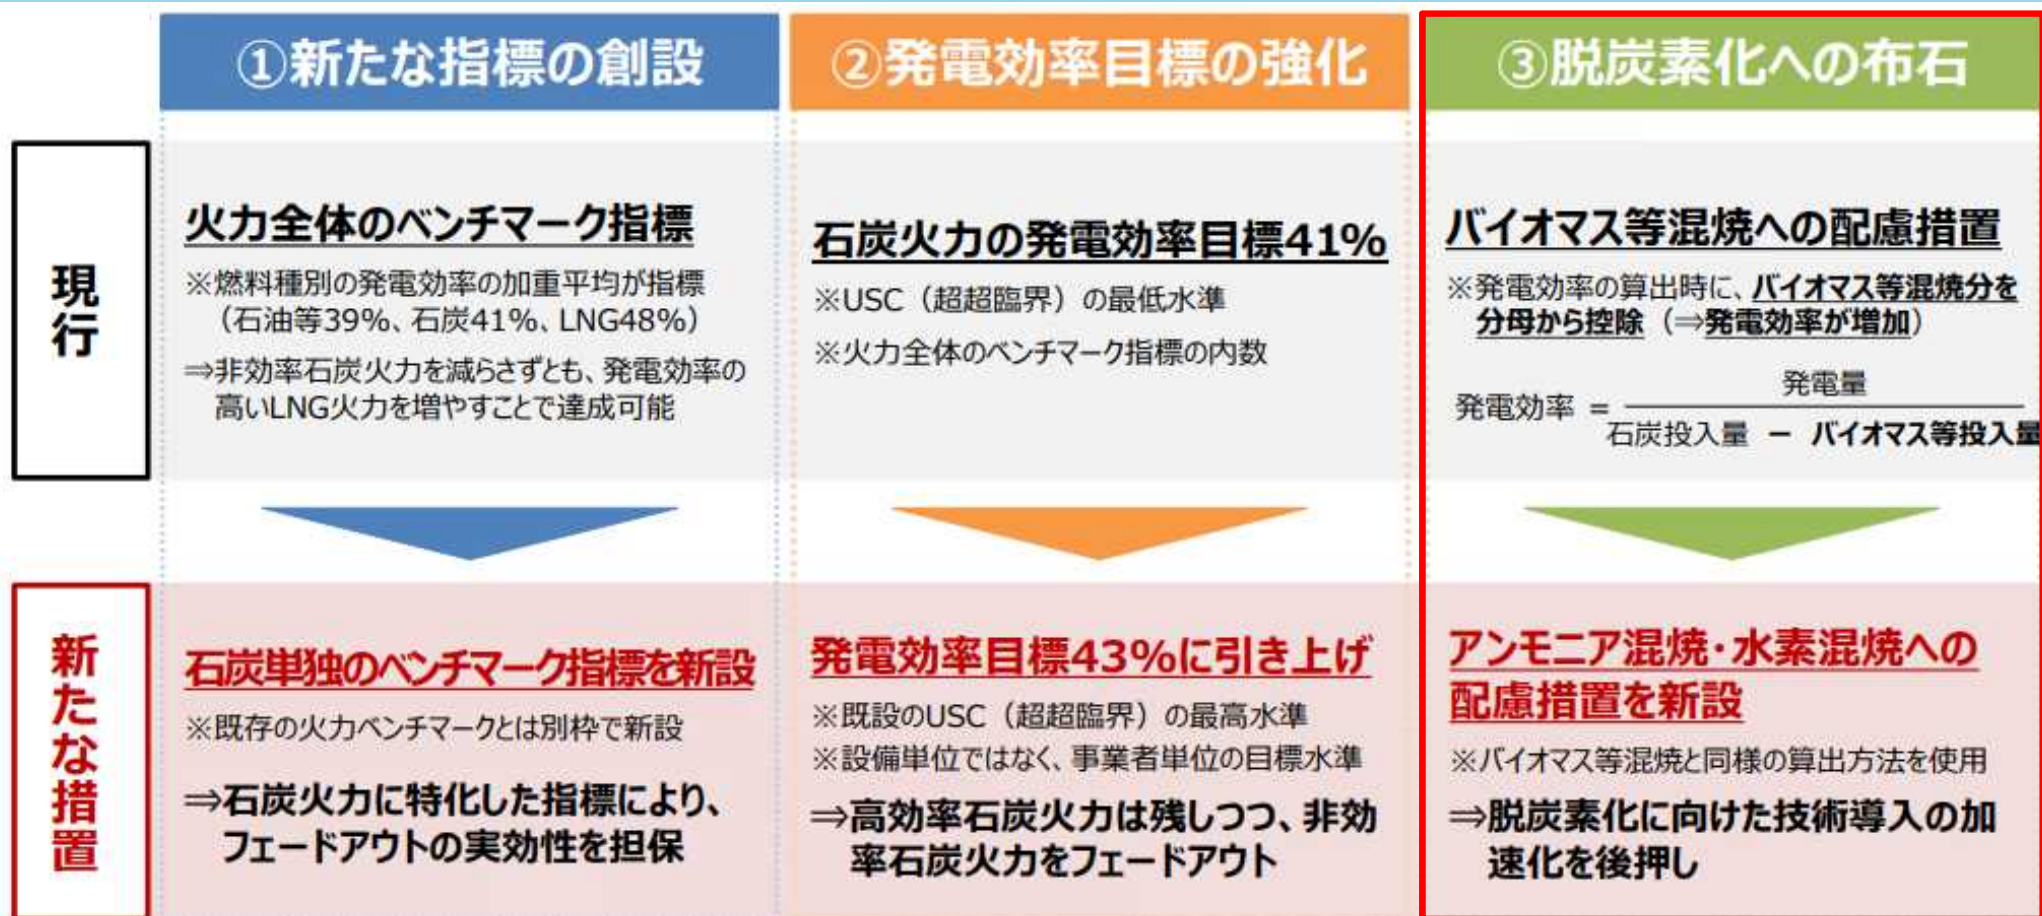 ①新たな指標の創設
②発電効率目標の強化
③脱炭素化への布石
現行
火力全体のベンチマーク指標
※燃料種別の発電効率の加重平均が指標
（石油等39%、石炭41%、LNG48%）
⇒非効率石炭火力を減らさずとも、発電効率の
高いLNG火力を増やすことで達成可能
石炭火力の発電効率目標41%
※USC（超超臨界）の最低水準
※火力全体のベンチマーク指標の内数
バイオマス等混焼への配慮措置
※発電効率の算出時に、バイオマス等混焼分を
分母から控除（⇒発電効率が増加）
発電効率 =
発電量
石炭投入量 － バイオマス等投入量
新たな措置
石炭単独のベンチマーク指標を新設
※既存の火力ベンチマークとは別枠で新設
⇒石炭火力に特化した指標により、
フェードアウトの実効性を担保
発電効率目標43%に引き上げ
※既設のUSC（超超臨界）の最高水準
※設備単位ではなく、事業者単位の目標水準
⇒高効率石炭火力は残しつつ、非効
率石炭火力をフェードアウト
アンモニア混焼・水素混焼への
配慮措置を新設
※バイオマス等混焼と同様の算出方法を使用
⇒脱炭素化に向けた技術導入の加
速化を後押し